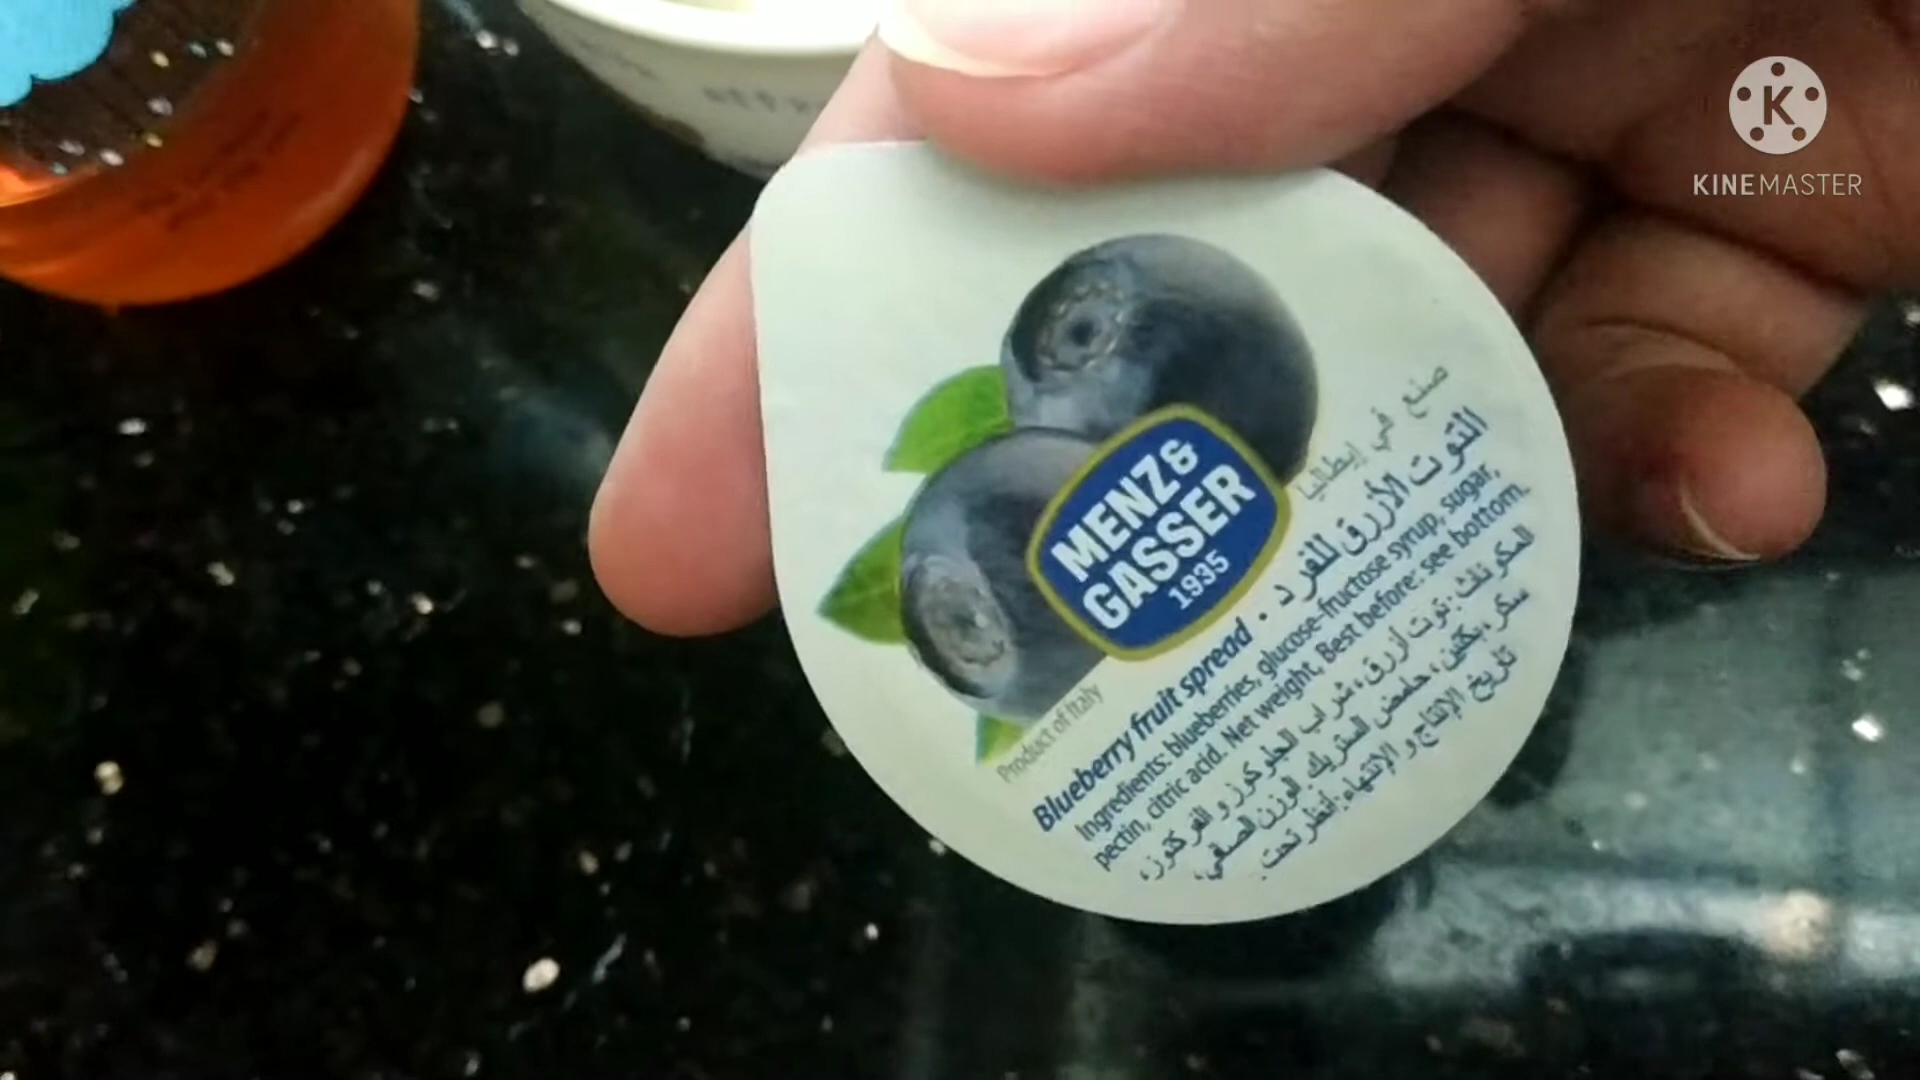 KINEMASTER
MENZ&
GASSER
1935
صنع في إيطاليا
Product of Italy
Blueberry fruit spread • التوت الأزرق للفرد
Ingredients: blueberries, glucose-fructose syrup, sugar,
pectin, citric acid. Net weight, Best before: see bottom.
المكونات: توت أزرق، شراب الجلوكوز و الفركتوز،
سكر، بكتين، حامض الستريك. الوزن الصافي،
تاريخ الإنتاج و الإنتهاء: أنظر تحت.